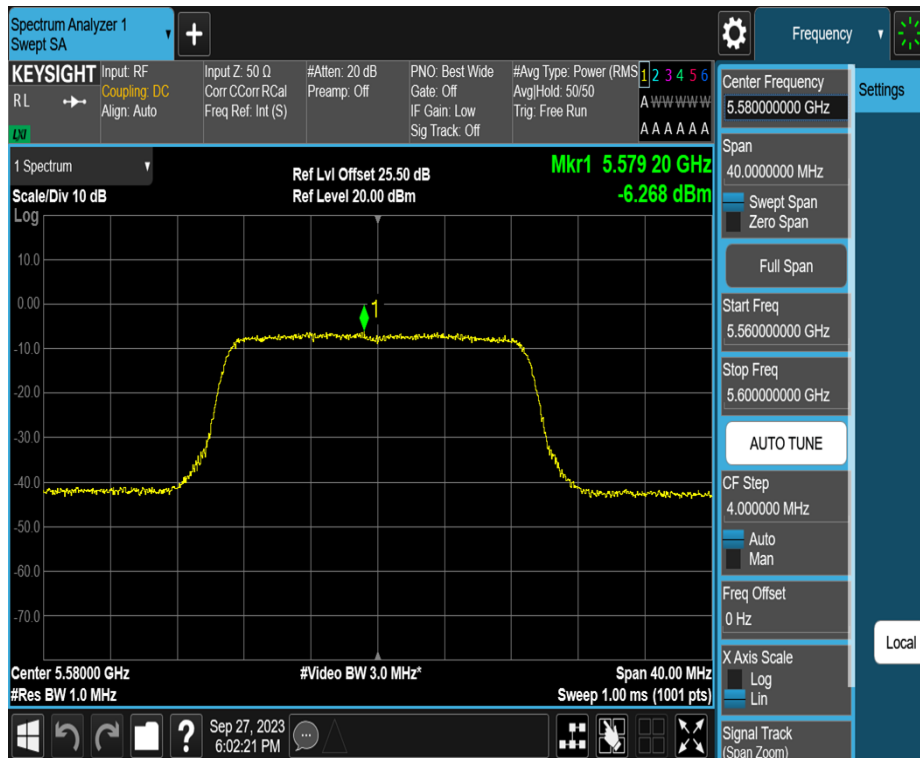 Spectrum Analyzer 1
Swept SA
+
Frequency
KEYSIGHT
R L
LXI
Input: RF
Coupling: DC
Align: Auto
Input Z: 50 Ω
Corr CCorr RCal
Freq Ref: Int (S)
#Atten: 20 dB
Preamp: Off
PNO: Best Wide
Gate: Off
IF Gain: Low
Sig Track: Off
#Avg Type: Power (RMS
Avg|Hold: 50/50
Trig: Free Run
1 2 3 4 5 6
A W W W W W
A A A A A A
1 Spectrum
Scale/Div 10 dB
Log
Ref Lvl Offset 25.50 dB
Ref Level 20.00 dBm
Mkr1 5.579 20 GHz
-6.268 dBm
10.0
0.00
-10.0
-20.0
-30.0
-40.0
-50.0
-60.0
-70.0
1
Center 5.58000 GHz
#Res BW 1.0 MHz
#Video BW 3.0 MHz*
Span 40.00 MHz
Sweep 1.00 ms (1001 pts)
?
Sep 27, 2023
6:02:21 PM
Center Frequency
5.580000000 GHz
Span
40.0000000 MHz
Swept Span
Zero Span
Full Span
Start Freq
5.560000000 GHz
Stop Freq
5.600000000 GHz
AUTO TUNE
CF Step
4.000000 MHz
Auto
Man
Freq Offset
0 Hz
X Axis Scale
Log
Lin
Signal Track
(Span Zoom)
Settings
Local